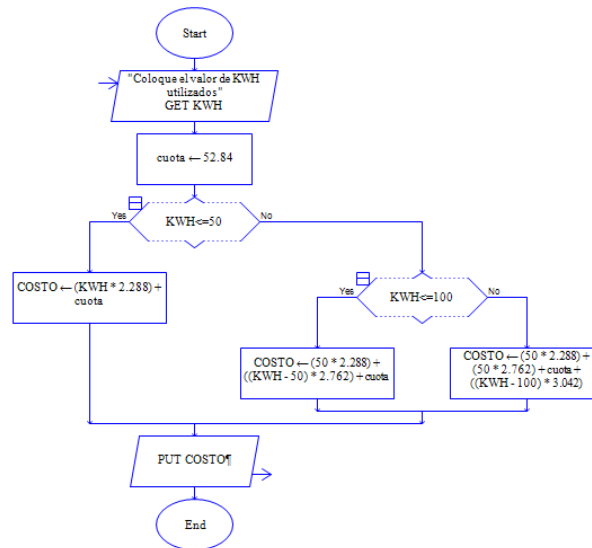 Start
"Coloque el valor de KWH
utilizados"
GET KWH
cuota ← 52.84
Yes
KWH<=50
No
COSTO ← (KWH * 2.288) +
cuota
Yes
KWH<=100
No
COSTO ← (50 * 2.288) +
((KWH - 50) * 2.762) + cuota
COSTO ← (50 * 2.288) +
(50 * 2.762) + cuota +
((KWH - 100) * 3.042)
PUT COSTO¶
End